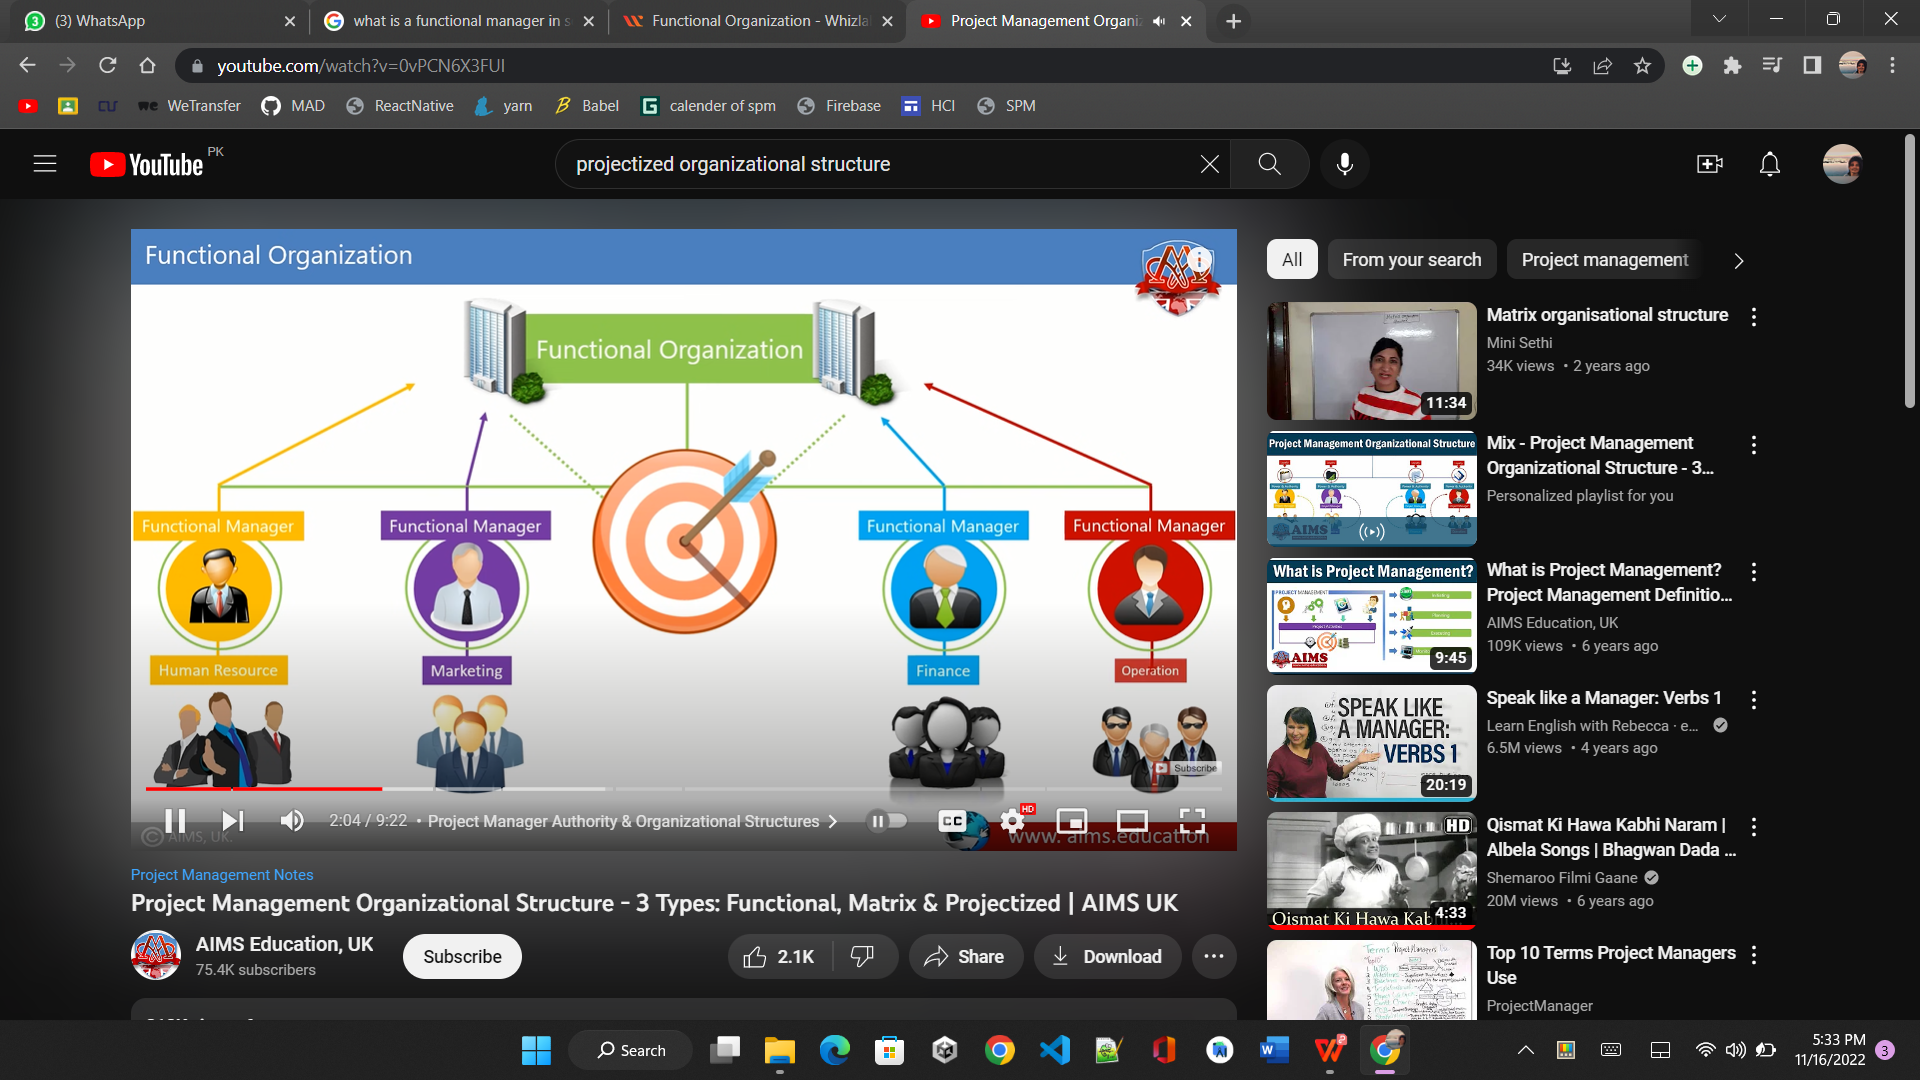 (3) WhatsApp
what is a functional manager in s
Functional Organization - Whizla
Project Management Organiz
youtube.com/watch?v=0vPCN6X3FUI
WeTransfer
MAD
ReactNative
yarn
Babel
calender of spm
Firebase
HCI
SPM
YouTube PK
projectized organizational structure
Functional Organization
Functional Organization
Functional Manager
Functional Manager
Functional Manager
Functional Manager
Human Resource
Marketing
Finance
Operation
Subscribe
2:04 / 9:22 • Project Manager Authority & Organizational Structures
CC
HD
© AIMS, UK.
www. aims.education
Project Management Notes
Project Management Organizational Structure - 3 Types: Functional, Matrix & Projectized | AIMS UK
AIMS Education, UK
75.4K subscribers
Subscribe
2.1K
Share
Download
All
From your search
Project management
Matrix organisational structure
Mini Sethi
34K views • 2 years ago
11:34
Project Management Organizational Structure
AIMS
Mix - Project Management
Organizational Structure - 3...
Personalized playlist for you
What is Project Management?
PROJECT MANAGEMENT
AIMS
9:45
What is Project Management?
Project Management Definitio...
AIMS Education, UK
109K views • 6 years ago
SPEAK LIKE
A MANAGER:
VERBS 1
20:19
Speak like a Manager: Verbs 1
Learn English with Rebecca · e...
6.5M views • 4 years ago
HD
Qismat Ki Hawa Kab
4:33
Qismat Ki Hawa Kabhi Naram |
Albela Songs | Bhagwan Dada ...
Shemaroo Filmi Gaane
20M views • 6 years ago
Top 10 Terms Project Managers
Use
ProjectManager
Search
5:33 PM
11/16/2022
3